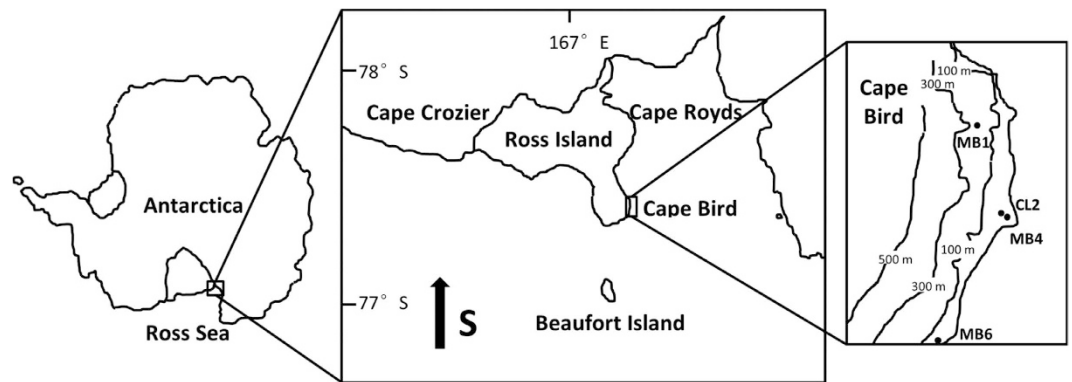 Antarctica
Ross Sea
167° E
78° S
Cape Crozier
Ross Island
Cape Royds
Cape Bird
77° S
S
Beaufort Island
Cape
Bird
100 m
300 m
MB1
CL2
MB4
100 m
500 m
300 m
MB6